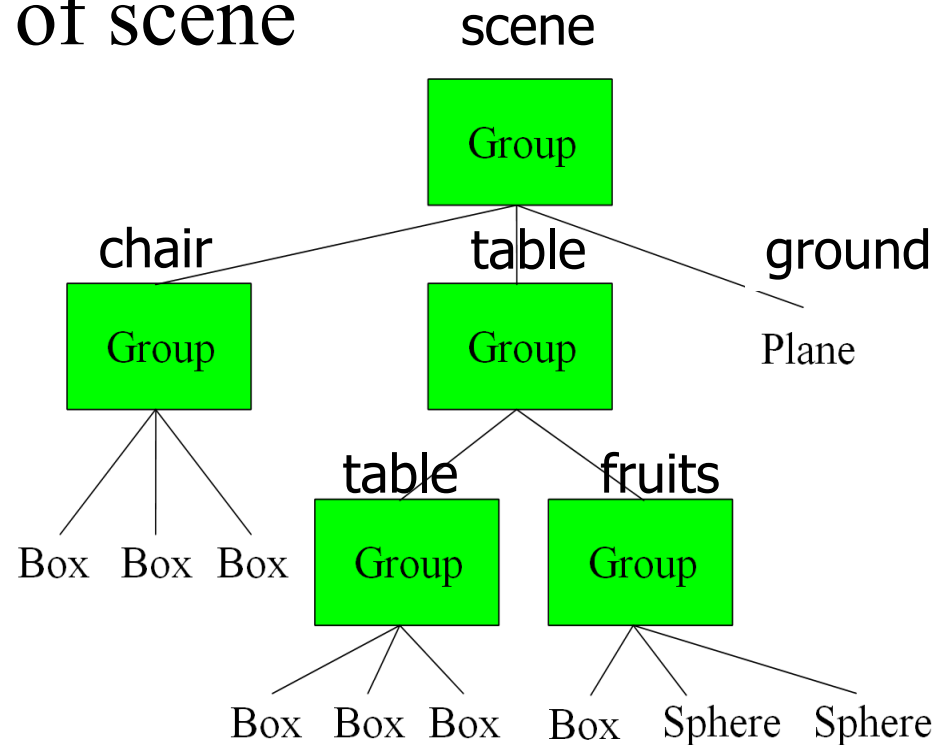 of scene
scene
Group
chair table ground
Group Group Plane
table fruits
Box Box Box Group Group
Box Box Box Box Sphere Sphere